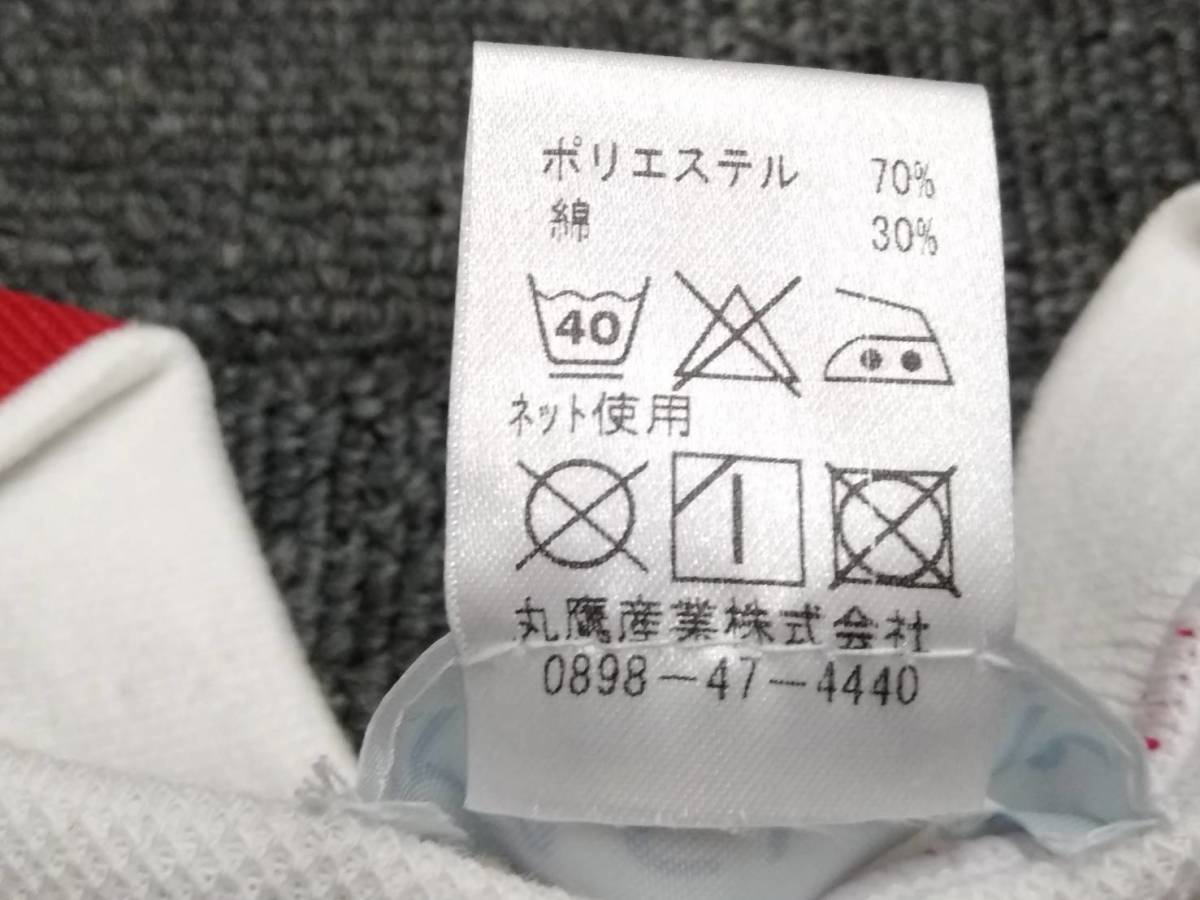 ポリエステル 70%
綿 30%
40
ネット使用
丸鷹産業株式会社
0898-47-4440